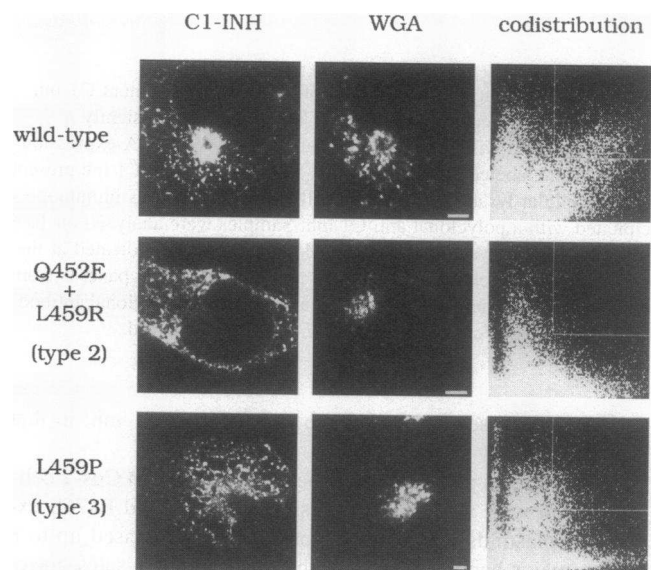 C1-INH WGA codistribution
wild-type
Q452E
+
L459R
(type 2)
L459P
(type 3)